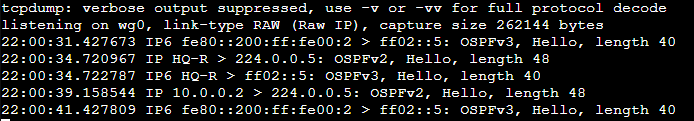 tcpdump: verbose output suppressed, use -v or -vv for full protocol decode
listening on wg0, link-type RAW (Raw IP), capture size 262144 bytes
22:00:31.427673 IP6 fe80::200:ff:fe00:2 > ff02::5: OSPFv3, Hello, length 40
22:00:34.720967 IP HQ-R > 224.0.0.5: OSPFv2, Hello, length 48
22:00:34.722787 IP6 HQ-R > ff02::5: OSPFv3, Hello, length 40
22:00:39.158544 IP 10.0.0.2 > 224.0.0.5: OSPFv2, Hello, length 48
22:00:41.427809 IP6 fe80::200:ff:fe00:2 > ff02::5: OSPFv3, Hello, length 40